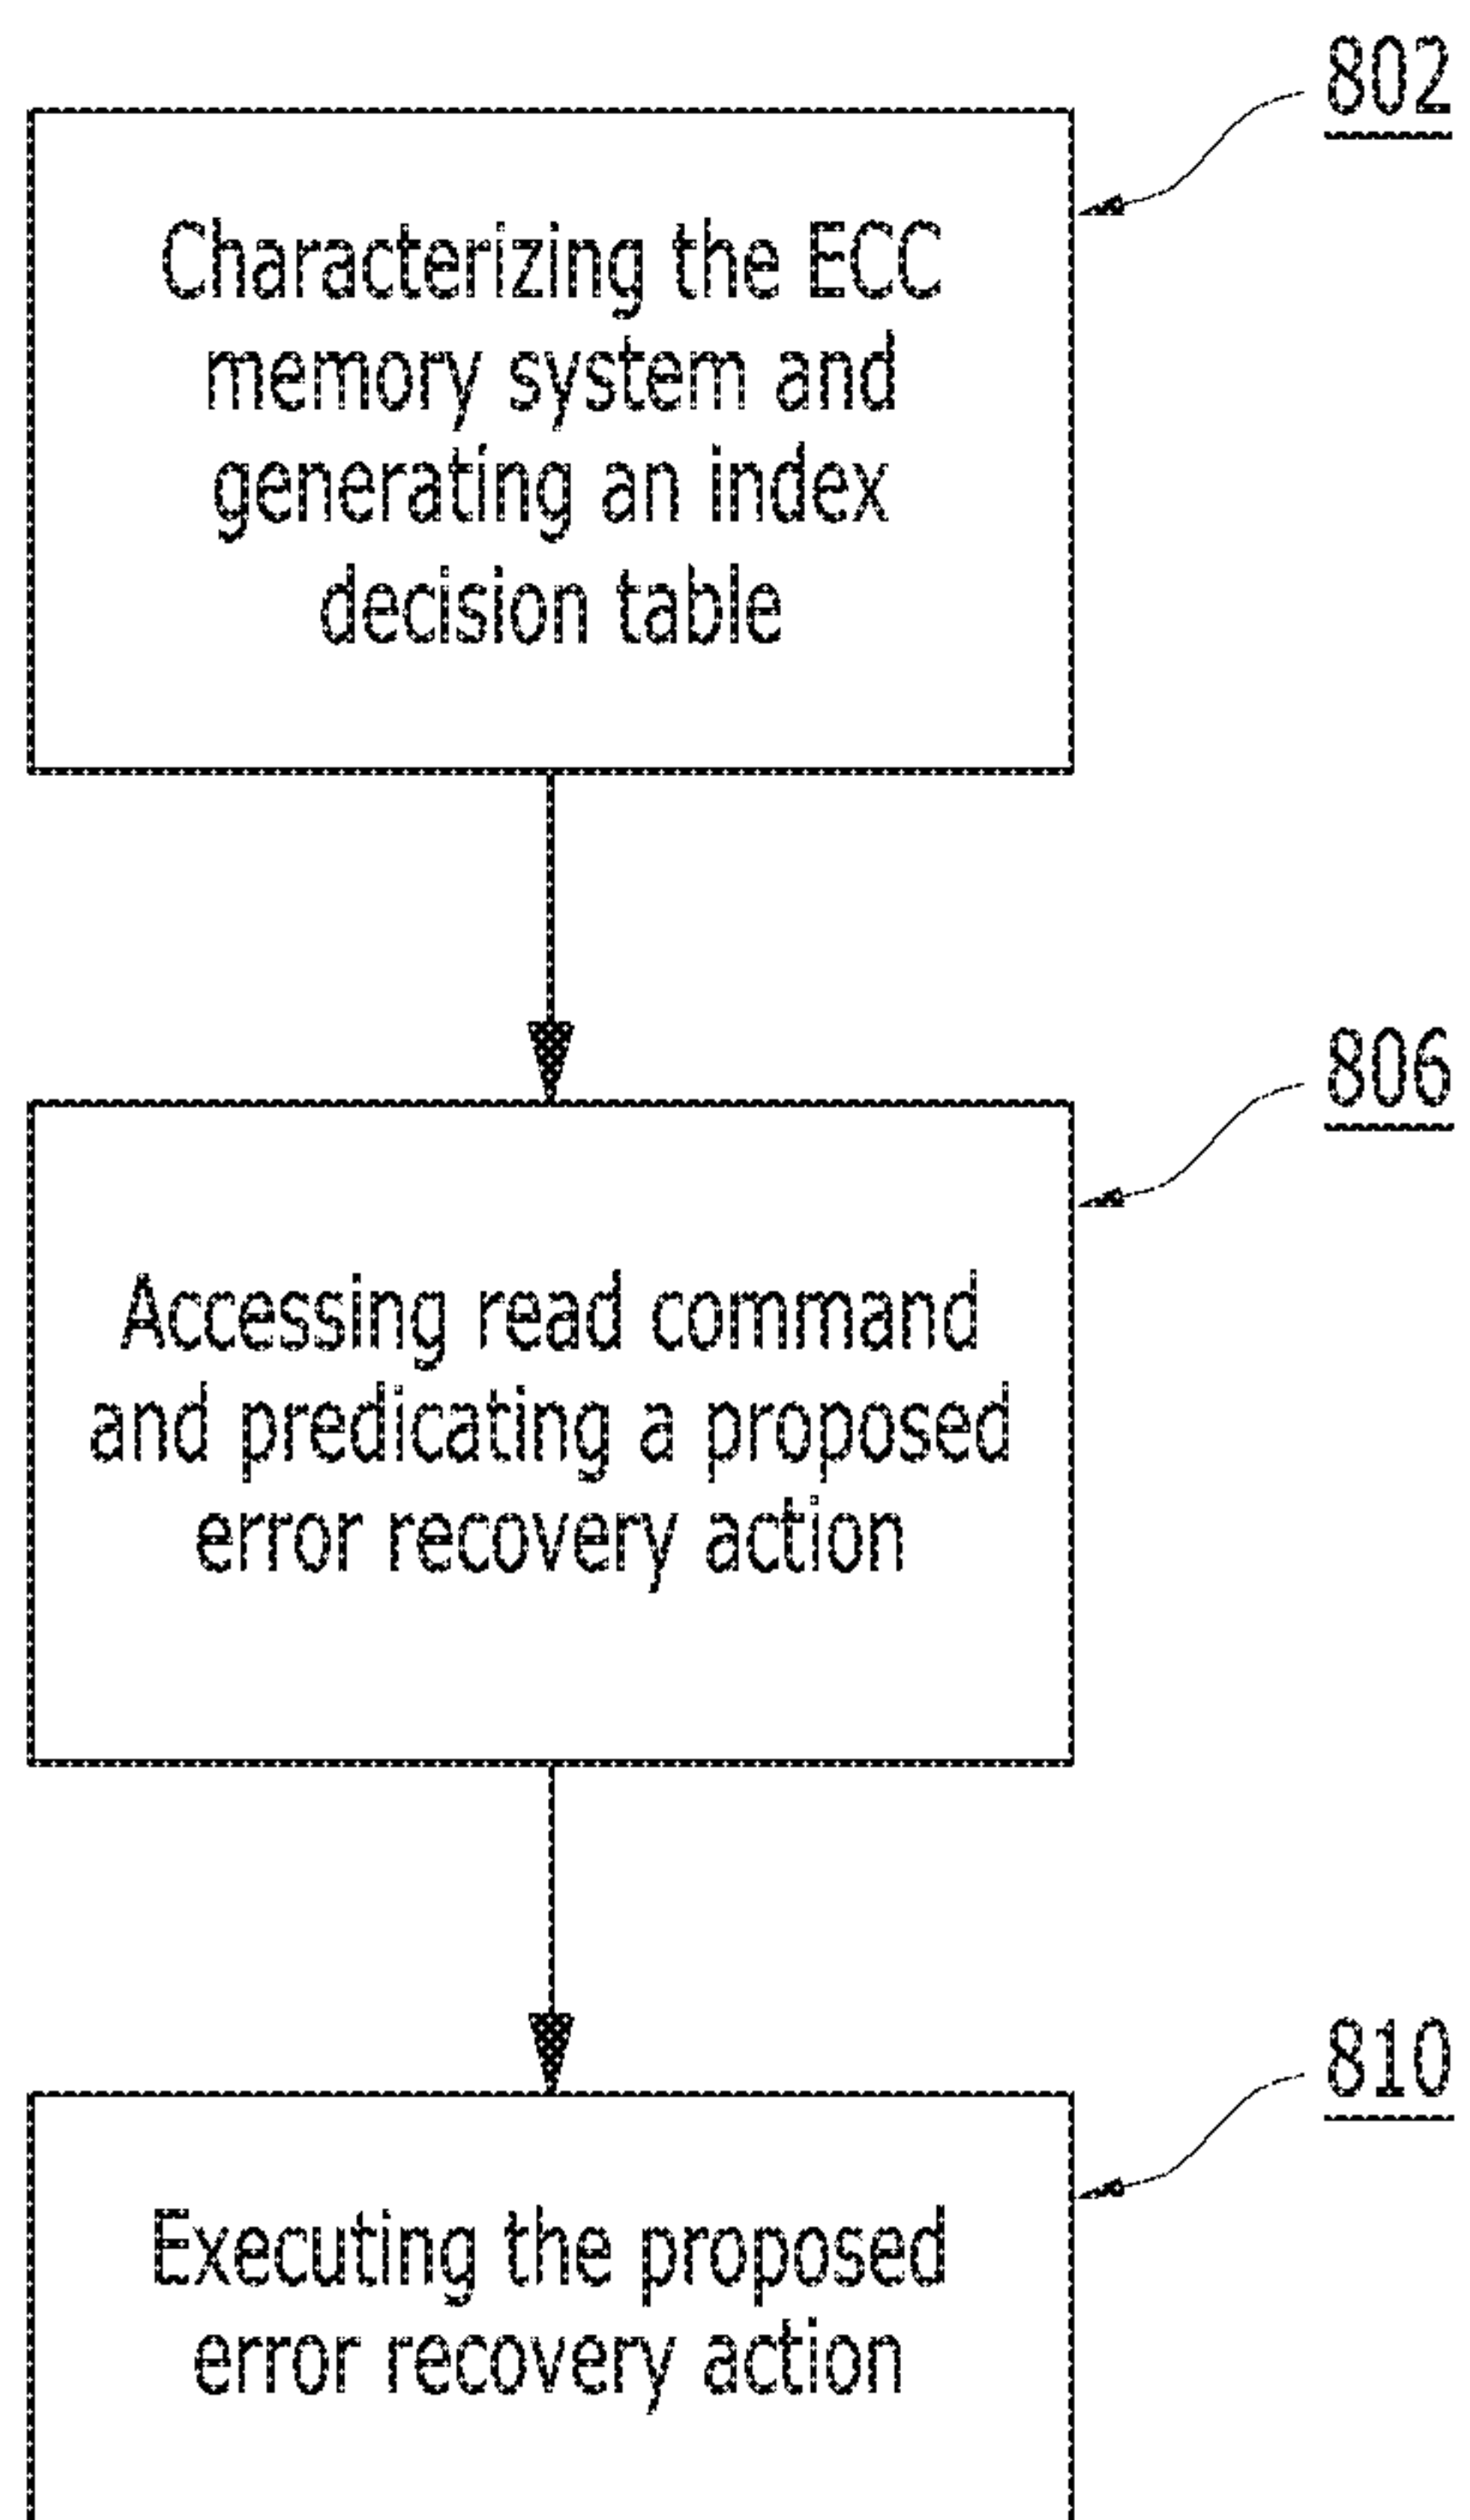 802
Characterizing the ECC
memory system and
generating an index
decision table
806
Accessing read command
and predicating a proposed
error recovery action
810
Executing the proposed
error recovery action